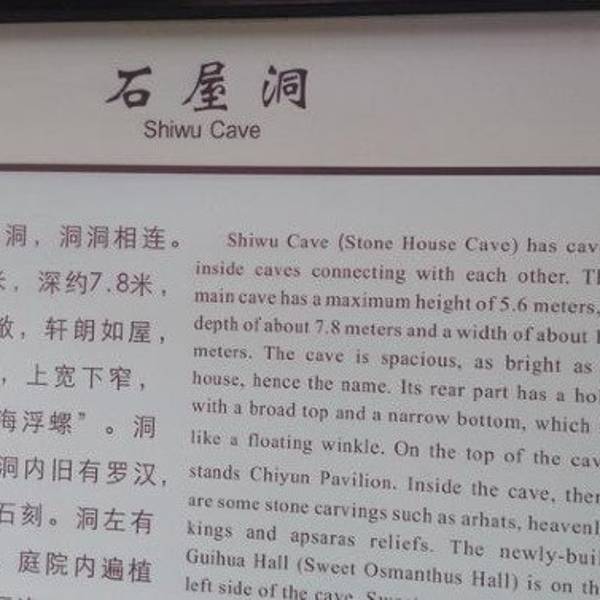 石屋洞
Shiwu Cave
洞，洞洞相连。
米，深约7.8米，
敞，轩朗如屋，
，上宽下窄，
海浮螺”。洞
洞内旧有罗汉，
石刻。洞左有
庭院内遍植
Shiwu Cave (Stone House Cave) has
inside caves connecting with each other.
main cave has a maximum height of 5.6 meters,
depth of about 7.8 meters and a width of about
meters. The cave is spacious, as bright as
house, hence the name. Its rear part has a
with a broad top and a narrow bottom, which
like a floating winkle. On the top of the
stands Chiyun Pavilion. Inside the cave,
are some stone carvings such as arhats,
kings and apsaras reliefs. The
Guihua Hall (Sweet Osmanthus Hall) is on
left side of the cave.